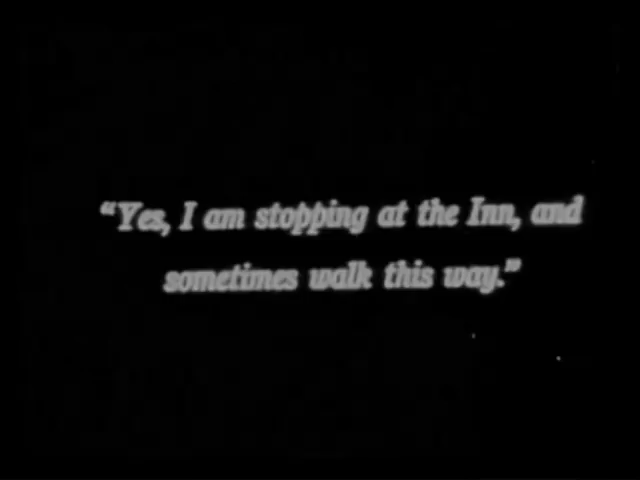 “Yes, I am stopping at the Inn, and
sometimes walk this way.”